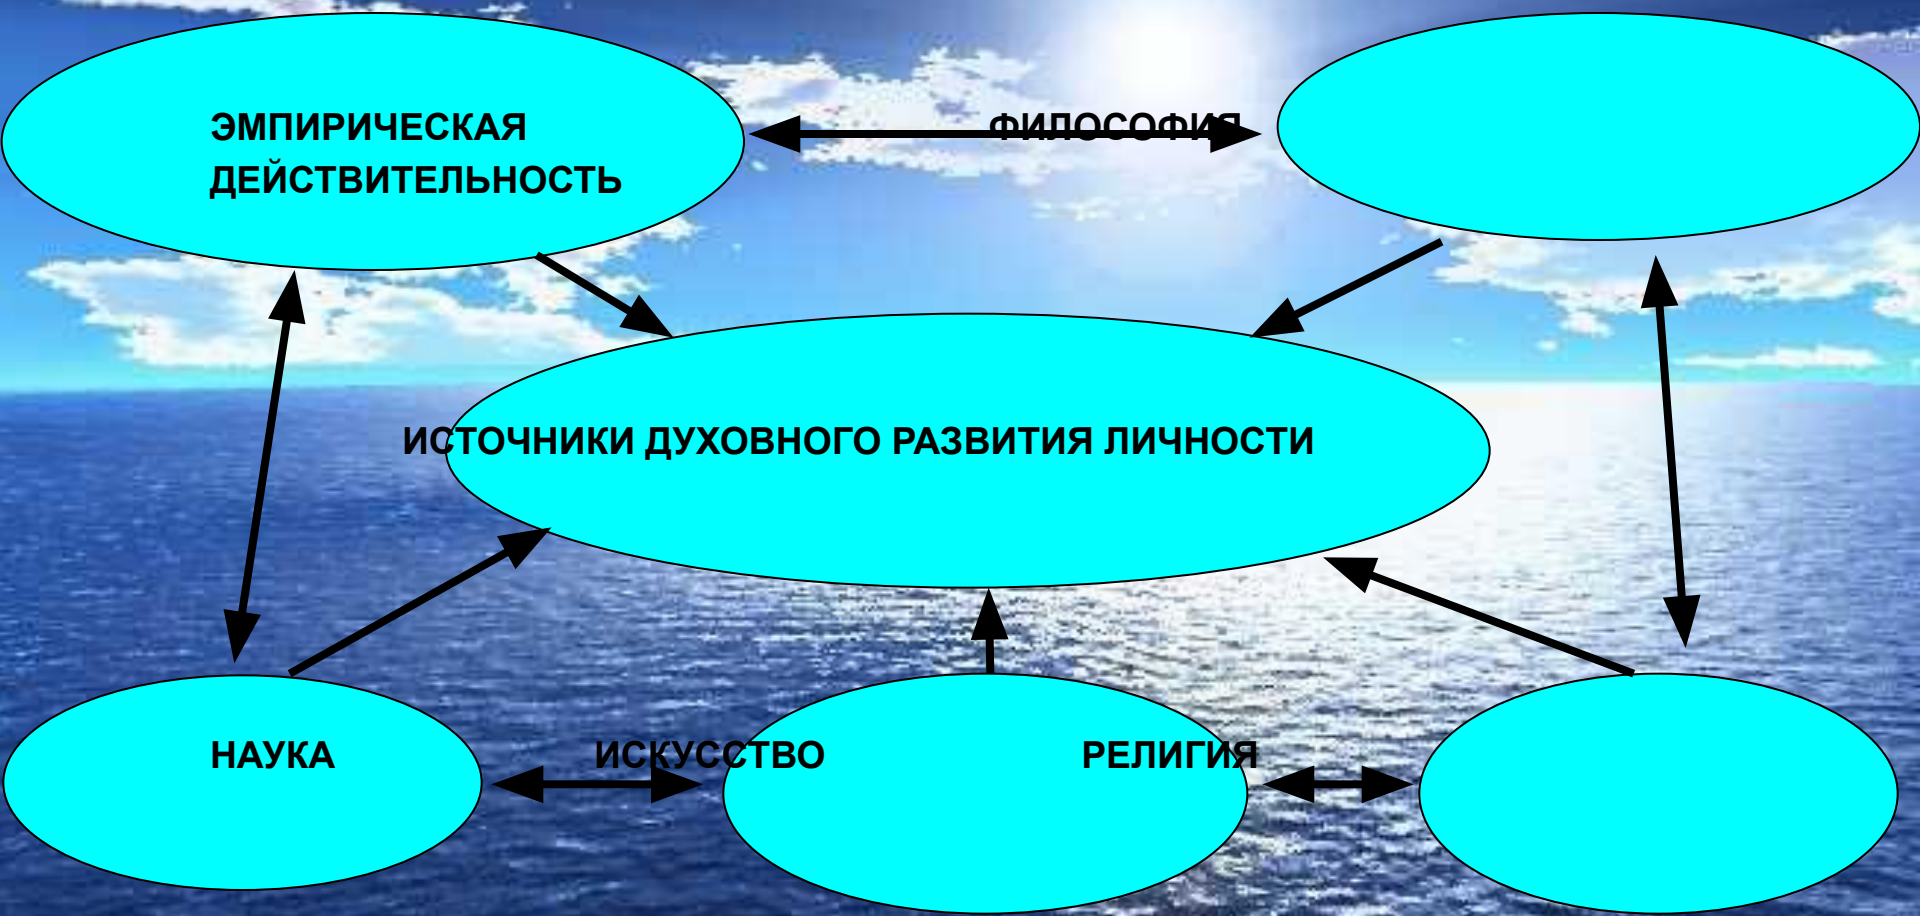 ЭМПИРИЧЕСКАЯ
ДЕЙСТВИТЕЛЬНОСТЬ
ФИЛОСОФИЯ
ИСТОЧНИКИ ДУХОВНОГО РАЗВИТИЯ ЛИЧНОСТИ
НАУКА
ИСКУССТВО
РЕЛИГИЯ